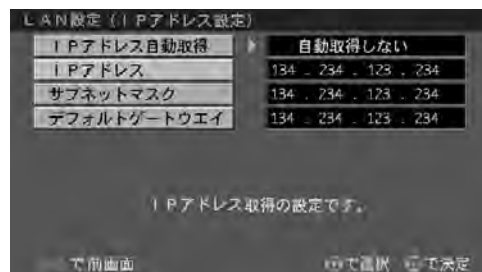 LAN設定(IPアドレス設定)
IPアドレス自動取得 自動取得しない
IPアドレス 134 . 234 . 123 . 234
サブネットマスク 134 . 234 . 123 . 234
デフォルトゲートウエイ 134 . 234 . 123 . 234
IPアドレス取得の設定です。
で前画面 で選択 で決定